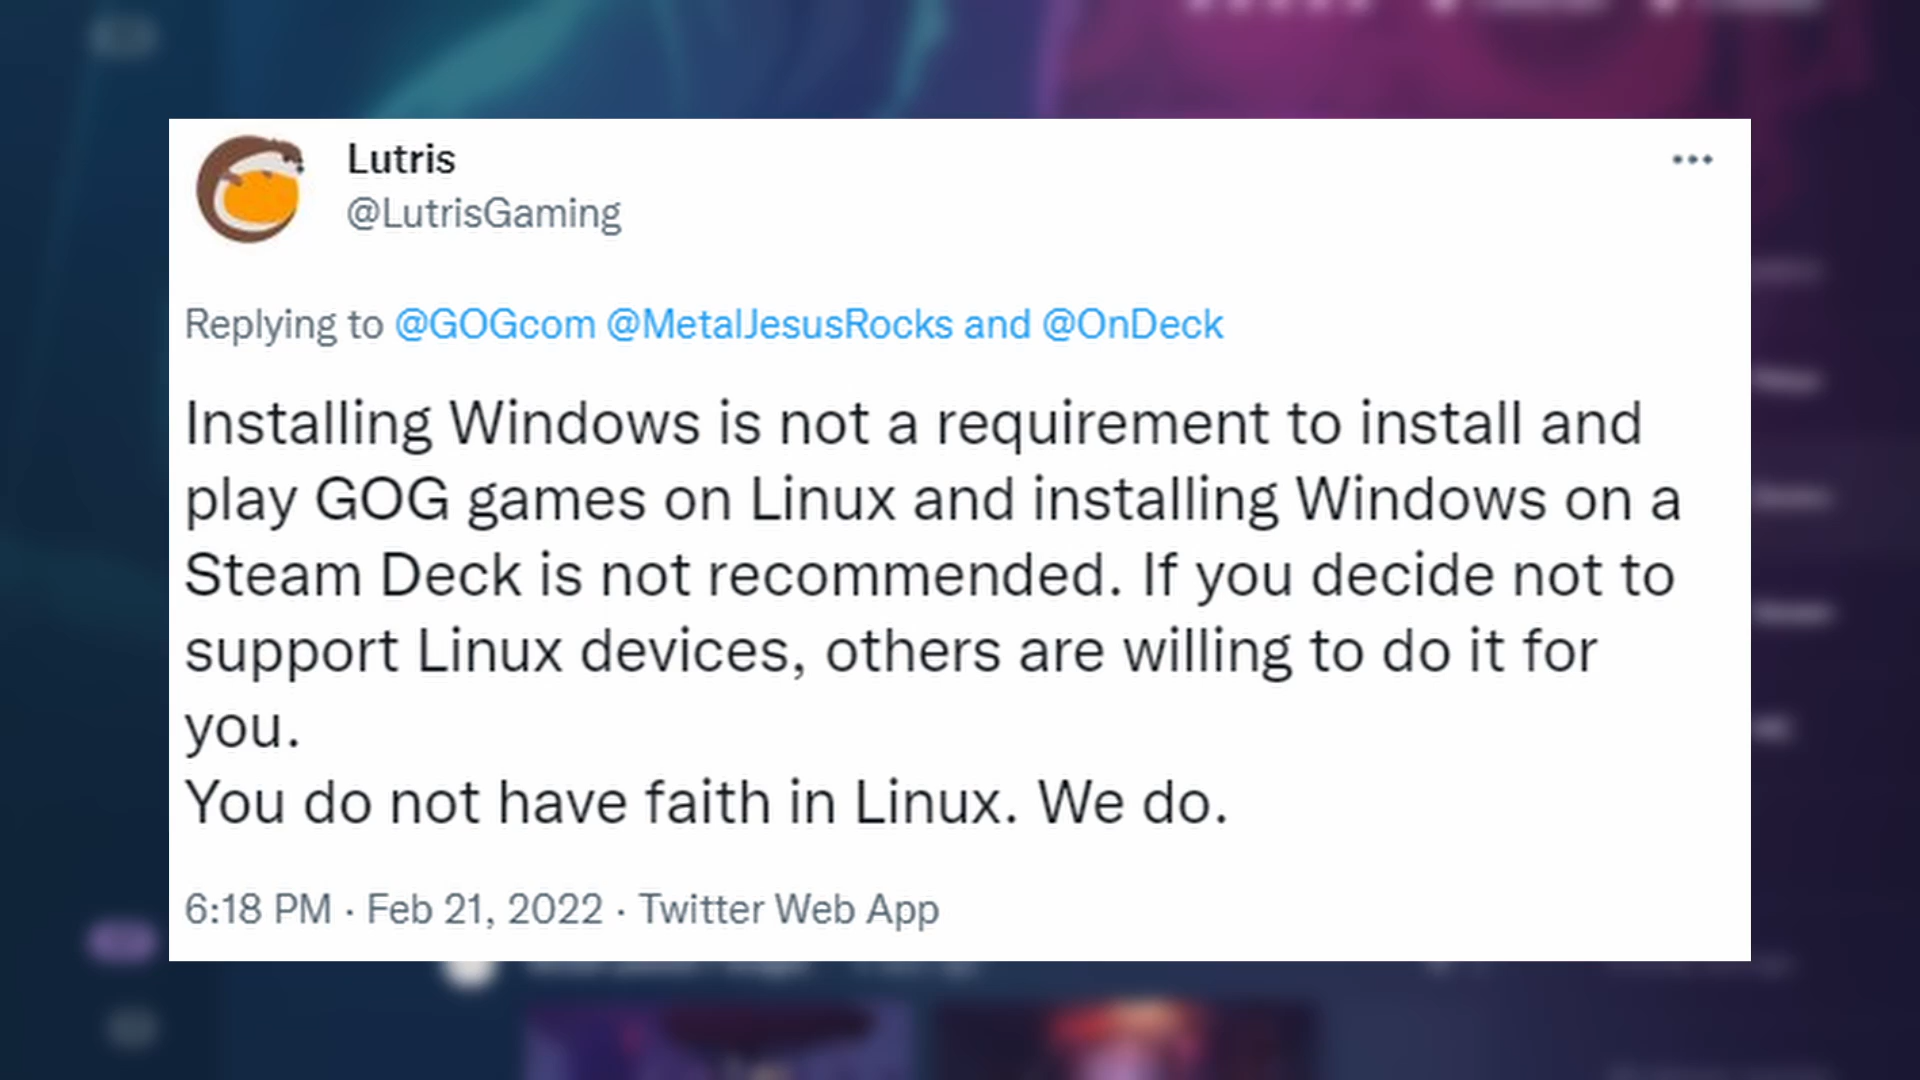 Lutris
@LutrisGaming
Replying to @GOGcom @MetalJesusRocks and @OnDeck
Installing Windows is not a requirement to install and
play GOG games on Linux and installing Windows on a
Steam Deck is not recommended. If you decide not to
support Linux devices, others are willing to do it for
you.
You do not have faith in Linux. We do.
6:18 PM · Feb 21, 2022 · Twitter Web App